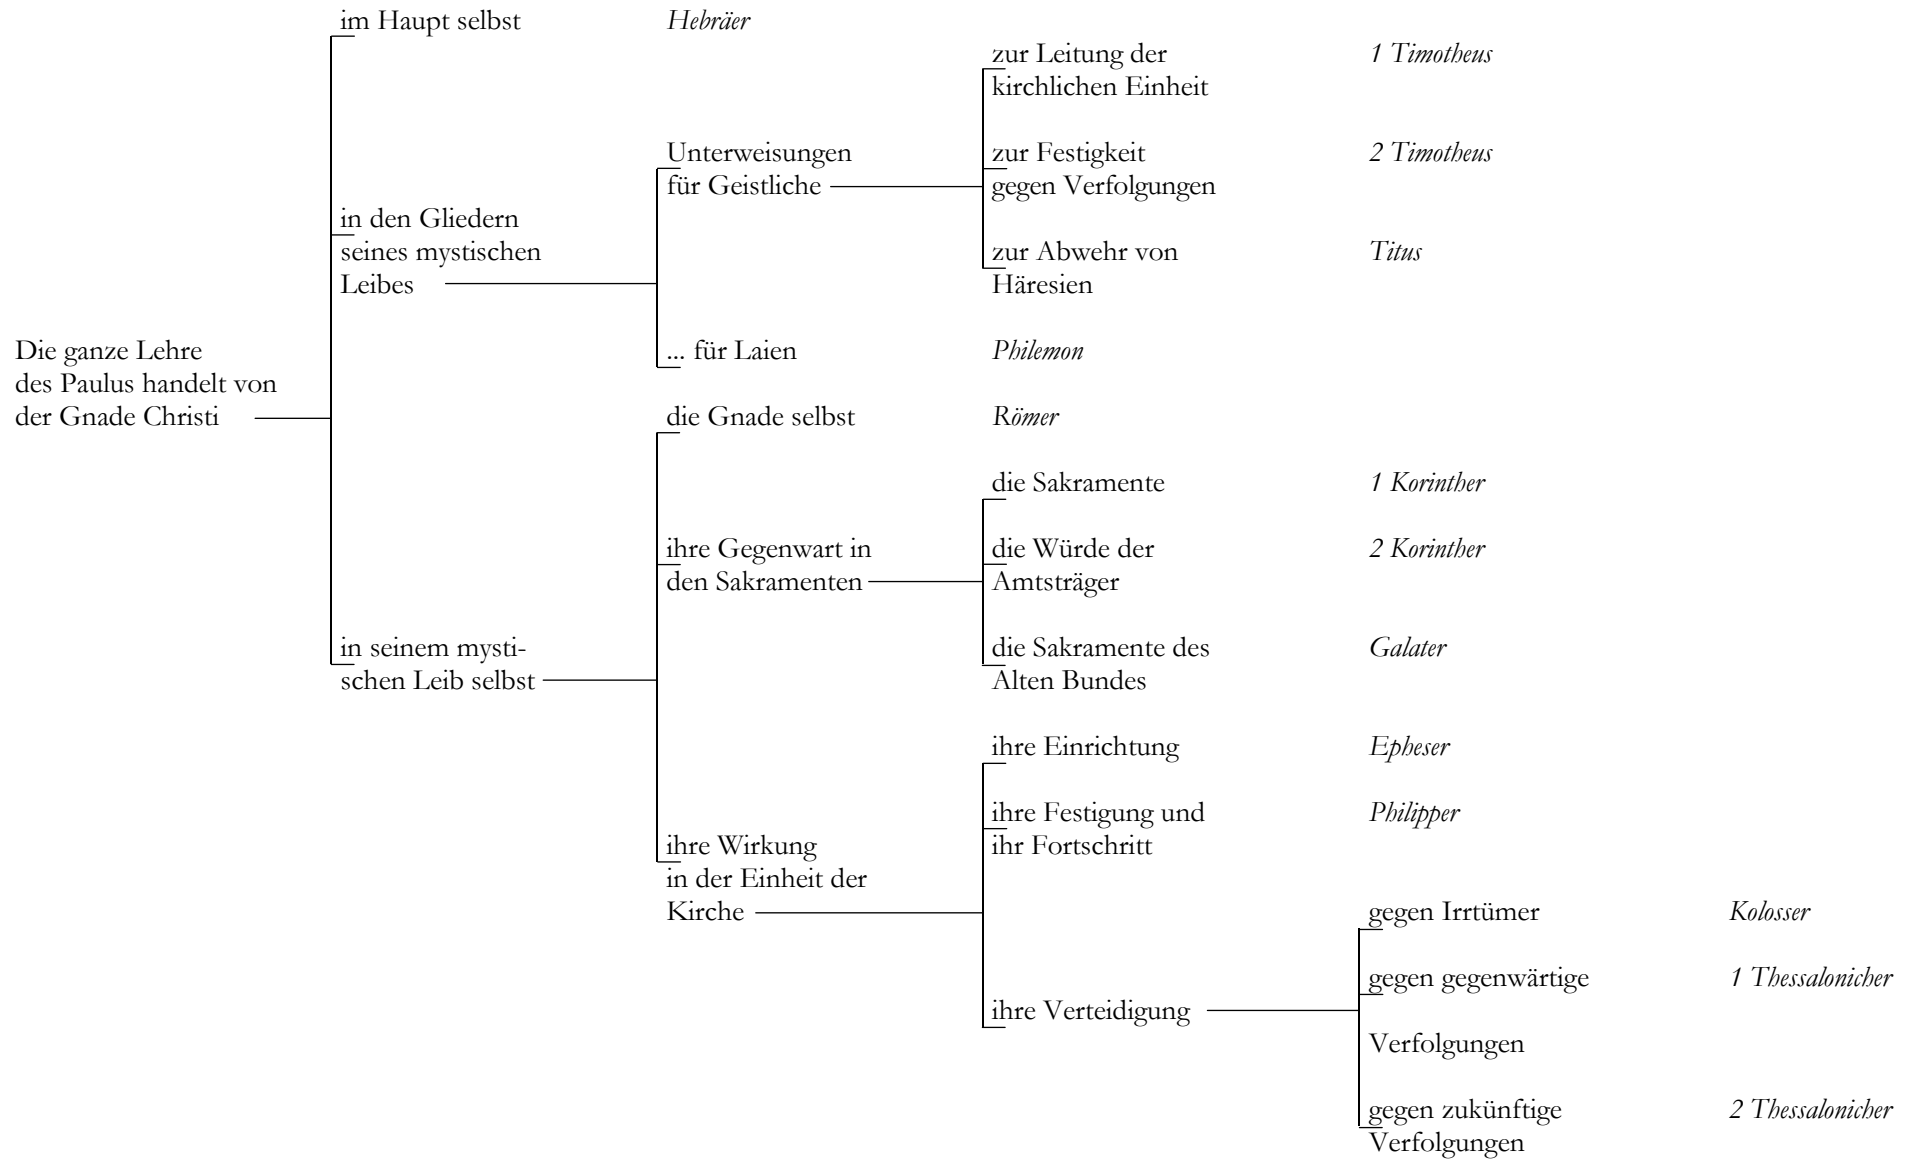 im Haupt selbst
Hebräer
zur Leitung der
kirchlichen Einheit
1 Timotheus
Unterweisungen
für Geistliche
zur Festigkeit
gegen Verfolgungen
2 Timotheus
in den Gliedern
seines mystischen
Leibes
zur Abwehr von
Häresien
Titus
Die ganze Lehre
des Paulus handelt von
der Gnade Christi
... für Laien
Philemon
die Gnade selbst
Römer
die Sakramente
1 Korinther
ihre Gegenwart in
den Sakramenten
die Würde der
Amtsträger
2 Korinther
in seinem mysti-
schen Leib selbst
die Sakramente des
Alten Bundes
Galater
ihre Einrichtung
Epheser
ihre Festigung und
ihr Fortschritt
Philipper
ihre Wirkung
in der Einheit der
Kirche
gegen Irrtümer
Kolosser
ihre Verteidigung
gegen gegenwärtige
Verfolgungen
1 Thessalonicher
gegen zukünftige
Verfolgungen
2 Thessalonicher